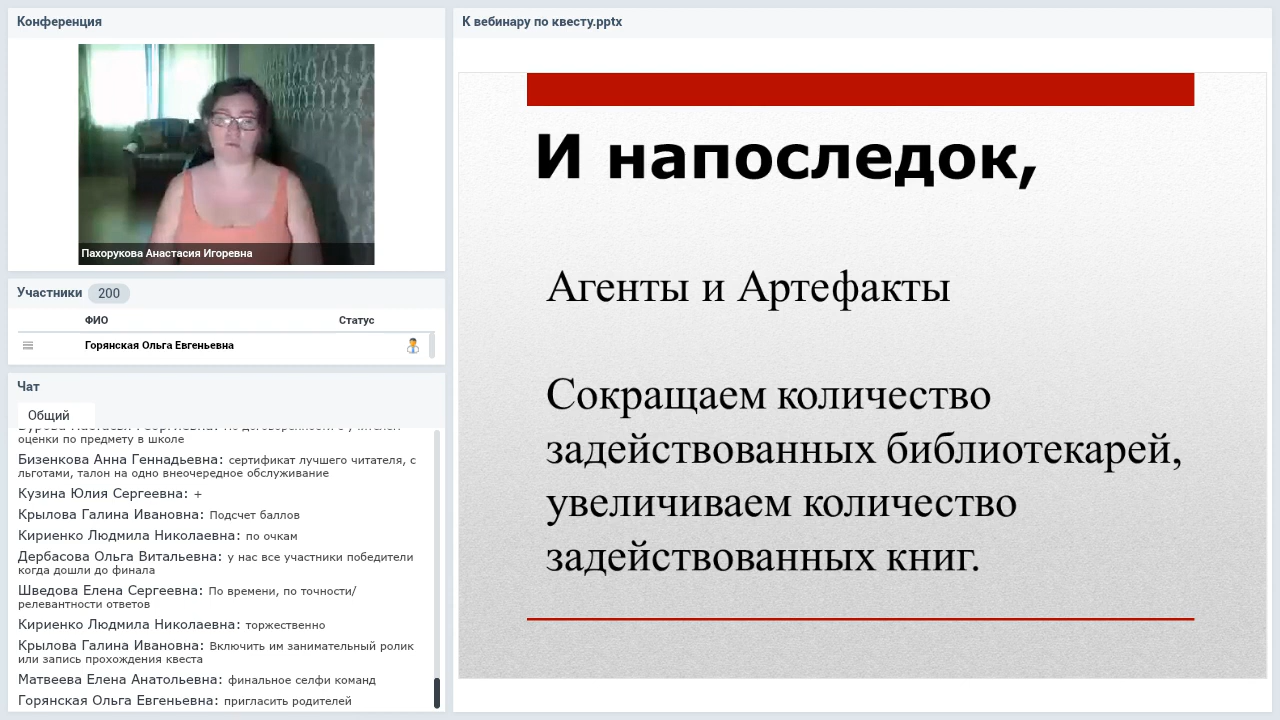 Конференция
Пахорукова Анастасия Игоревна
Участники 200
ФИО Статус
Горянская Ольга Евгеньевна
Чат
Общий
оценки по предмету в школе
Бизенкова Анна Геннадьевна: сертификат лучшего читателя, с
льготами, талон на одно внеочередное обслуживание
Кузина Юлия Сергеевна: +
Крылова Галина Ивановна: Подсчет баллов
Кириенко Людмила Николаевна: по очкам
Дербасова Ольга Витальевна: у нас все участники победители
когда дошли до финала
Шведова Елена Сергеевна: По времени, по точности/
релевантности ответов
Кириенко Людмила Николаевна: торжественно
Крылова Галина Ивановна: Включить им занимательный ролик
или запись прохождения квеста
Матвеева Елена Анатольевна: финальное селфи команд
Горянская Ольга Евгеньевна: пригласить родителей
К вебинару по квесту.pptx
И напоследок,
Агенты и Артефакты
Сокращаем количество
задействованных библиотекарей,
увеличиваем количество
задействованных книг.